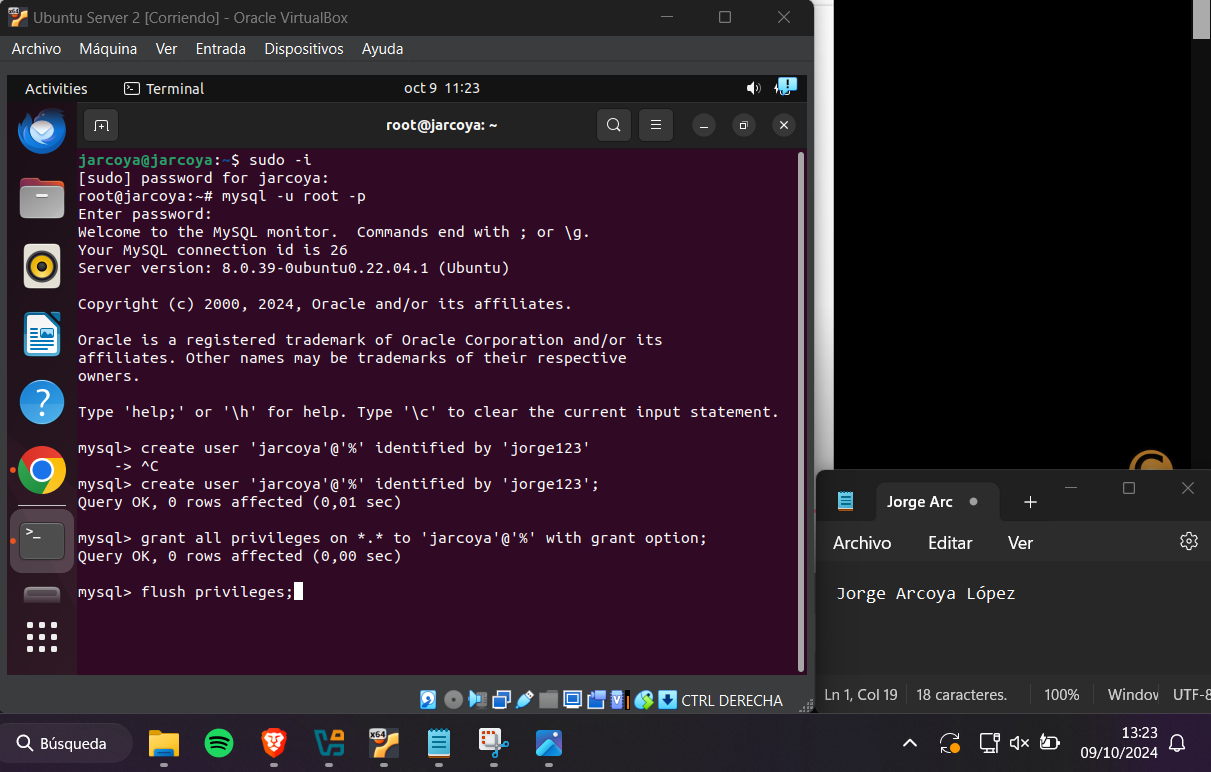 Ubuntu Server 2 [Corriendo] - Oracle VirtualBox
Archivo Máquina Ver Entrada Dispositivos Ayuda
Activities Terminal oct 9 11:23
root@jarcoya: ~
jarcoya@jarcoya:~$ sudo -i
[sudo] password for jarcoya:
root@jarcoya:~# mysql -u root -p
Enter password:
Welcome to the MySQL monitor.  Commands end with ; or \g.
Your MySQL connection id is 26
Server version: 8.0.39-0ubuntu0.22.04.1 (Ubuntu)
Copyright (c) 2000, 2024, Oracle and/or its affiliates.
Oracle is a registered trademark of Oracle Corporation and/or its
affiliates. Other names may be trademarks of their respective
owners.
Type 'help;' or '\h' for help. Type '\c' to clear the current input statement.
mysql> create user 'jarcoya'@'%' identified by 'jorge123'
    -> ^C
mysql> create user 'jarcoya'@'%' identified by 'jorge123';
Query OK, 0 rows affected (0,01 sec)
mysql> grant all privileges on *.* to 'jarcoya'@'%' with grant option;
Query OK, 0 rows affected (0,00 sec)
mysql> flush privileges;
CTRL DERECHA
Jorge Arc
Archivo Editar Ver
Jorge Arcoya López
Ln 1, Col 19 18 caracteres. 100% Window UTF-8
Búsqueda
x64
13:23
09/10/2024